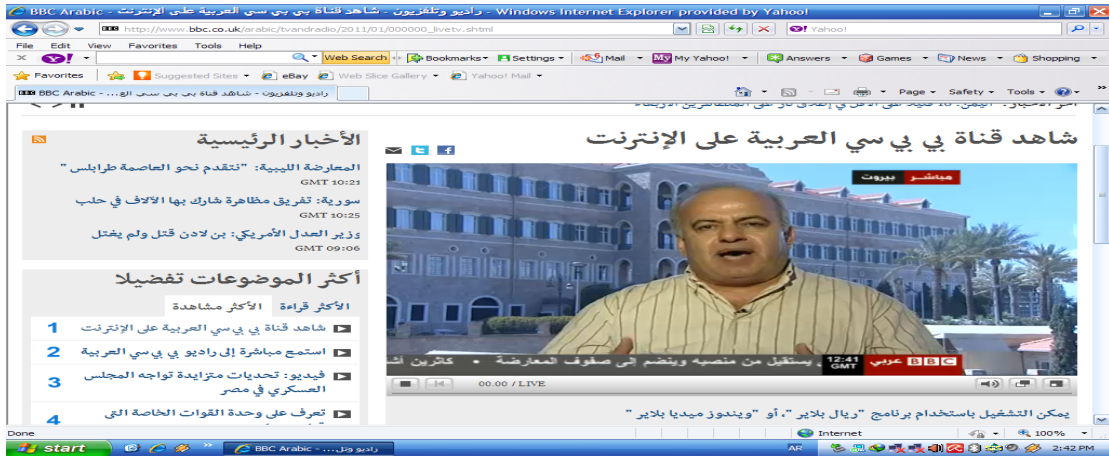 BBC Arabic - راديو وتلفزيون - شاهد قناة بي بي سي العربية على الإنترنت - Windows Internet Explorer provided by Yahoo!
http://www.bbc.co.uk/arabic/tvandradio/2011/01/000000_livetv.shtml
Yahoo!
File Edit View Favorites Tools Help
Web Search Bookmarks Settings Mail My Yahoo! Answers Games News Shopping
Favorites Suggested Sites eBay Web Slice Gallery Yahoo! Mail
BBC Arabic - راديو وتلفزيون - شاهد قناة بي بي سي الع...
Page Safety Tools
شاهد قناة بي بي سي العربية على الإنترنت
مباشر بيروت
BBC عربي 12:41 GMT
يستقيل من منصبه وينضم إلى صفوف المعارضة • كاثرين
00.00 / LIVE
يمكن التشغيل باستخدام برنامج "ريال بلاير"، أو "ويندوز ميديا بلاير"
الأخبار الرئيسية
المعارضة الليبية: "نتقدم نحو العاصمة طرابلس"
GMT 10:21
سورية: تفريق مظاهرة شارك بها الآلاف في حلب
GMT 10:25
وزير العدل الأمريكي: بن لادن قتل ولم يغتل
GMT 09:06
أكثر الموضوعات تفضيلا
الأكثر قراءة الأكثر مشاهدة
1 شاهد قناة بي بي سي العربية على الإنترنت
2 استمع مباشرة إلى راديو بي بي سي العربية
3 فيديو: تحديات متزايدة تواجه المجلس
العسكري في مصر
4 تعرف على وحدة القوات الخاصة التي
Done Internet 100%
start BBC Arabic - راديو وتل... AR 2:42 PM